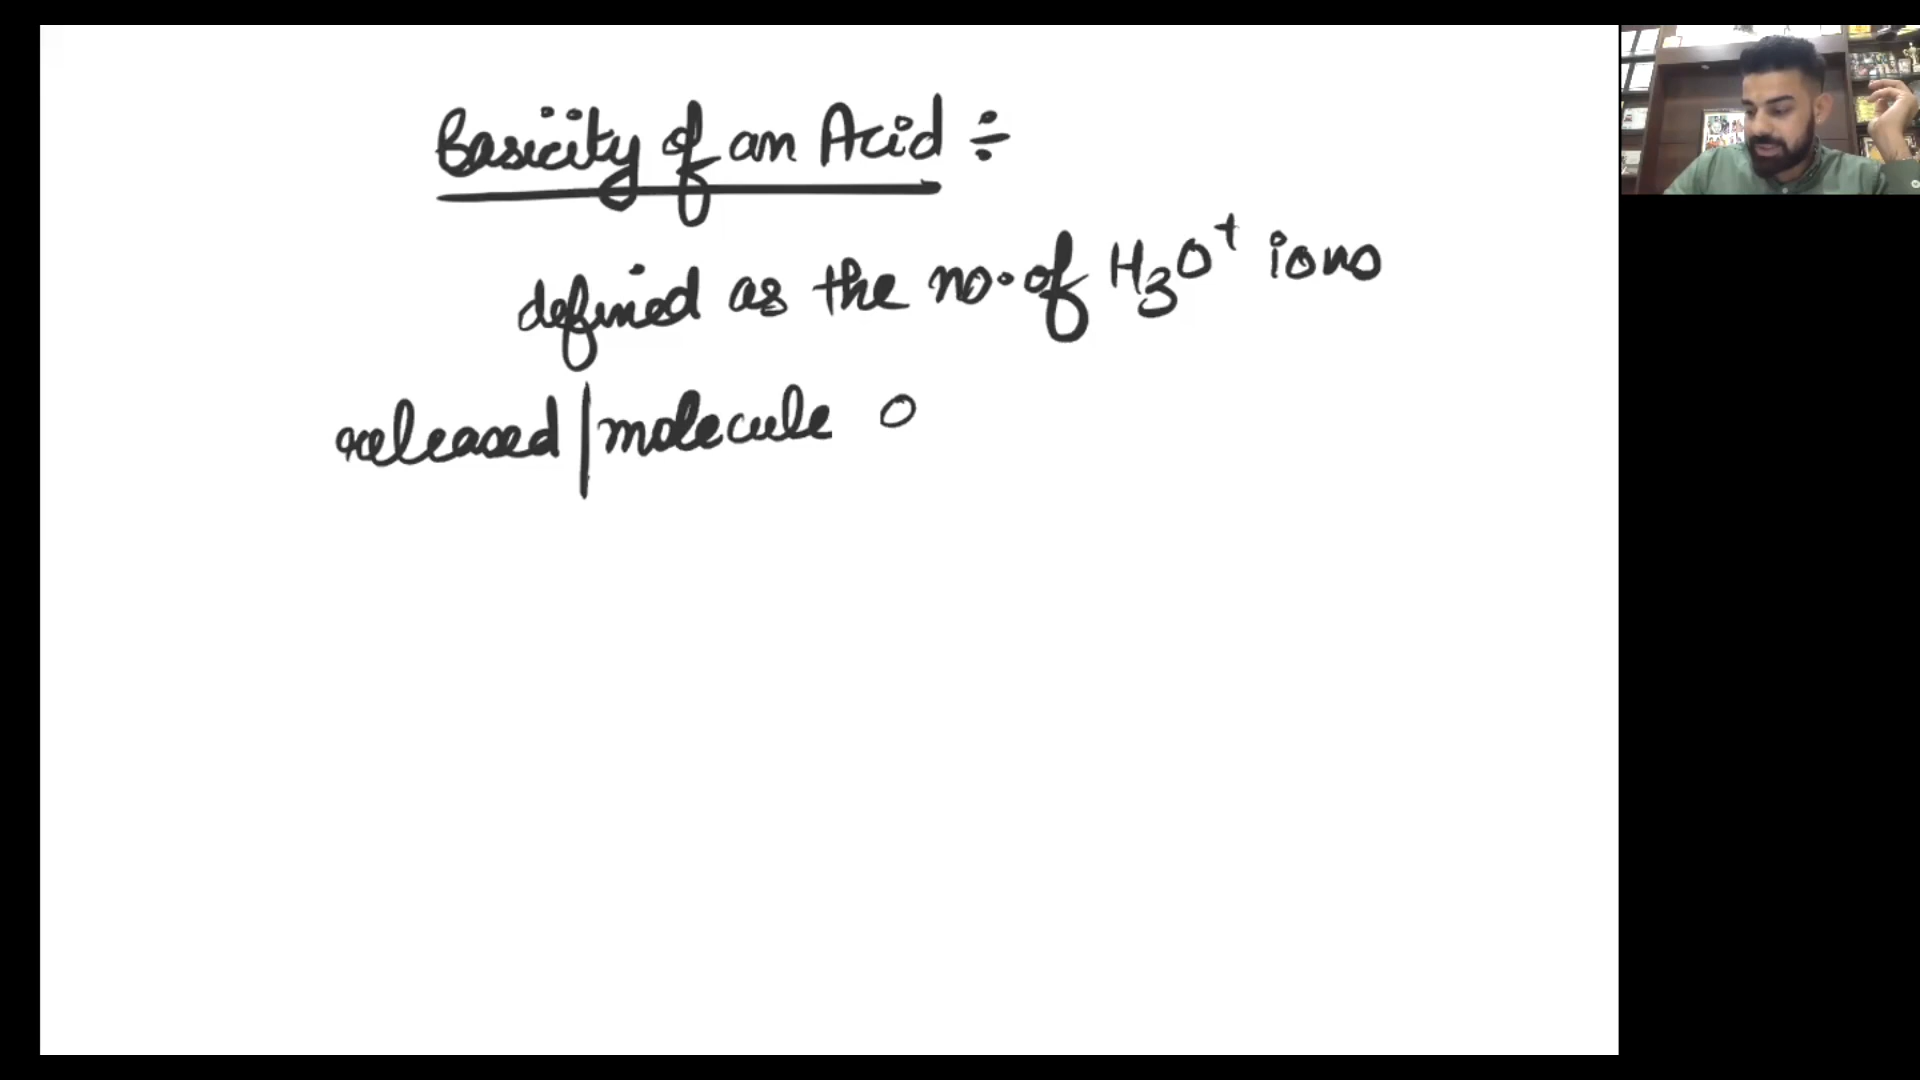 Basicity of an Acid ÷
defined as the no. of H₃O⁺ ions
released/molecule o